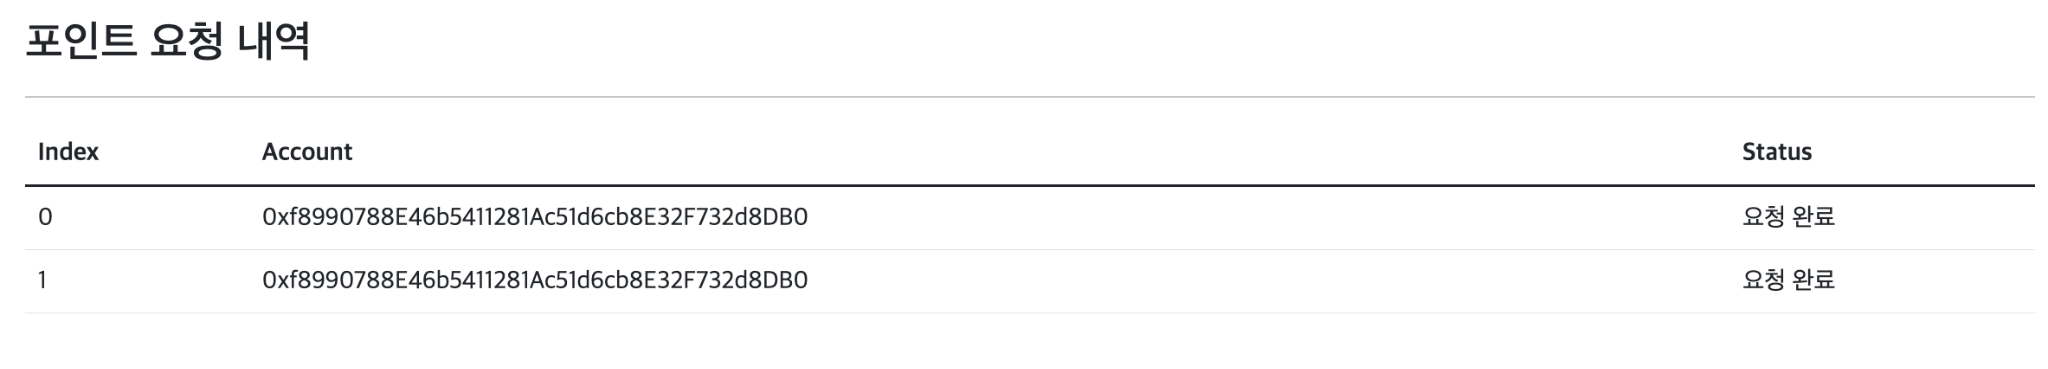 포인트 요청 내역
Index Account Status
0 0xf8990788E46b5411281Ac51d6cb8E32F732d8DB0 요청 완료
1 0xf8990788E46b5411281Ac51d6cb8E32F732d8DB0 요청 완료